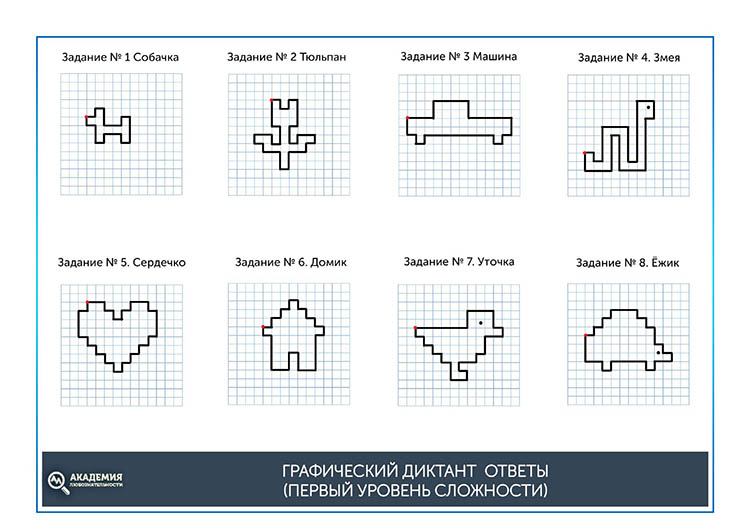 Задание № 1 Собачка
Задание № 2 Тюльпан
Задание № 3 Машина
Задание № 4. Змея
Задание № 5. Сердечко
Задание № 6. Домик
Задание № 7. Уточка
Задание № 8. Ёжик
АКАДЕМИЯ
ЛЮБОЗНАТЕЛЬНОСТИ
ГРАФИЧЕСКИЙ ДИКТАНТ ОТВЕТЫ
(ПЕРВЫЙ УРОВЕНЬ СЛОЖНОСТИ)